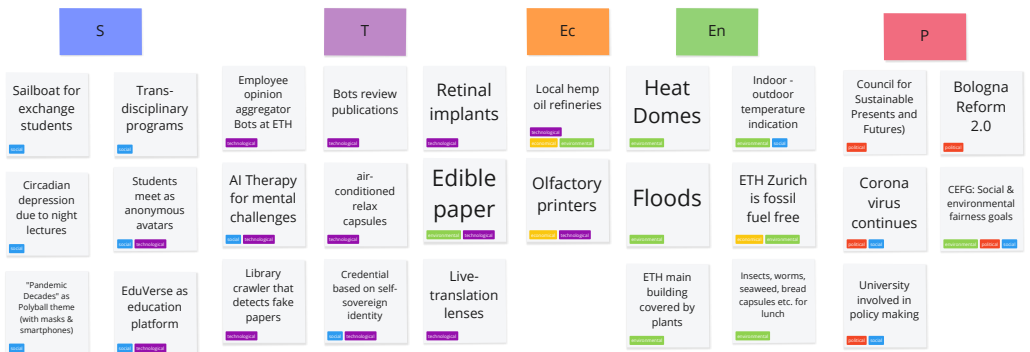 S
T
Ec
En
P
Sailboat for
exchange
students
social
Trans-
disciplinary
programs
social
Circadian
depression
due to night
lectures
social
Students
meet as
anonymous
avatars
social technological
"Pandemic
Decades" as
Polyball theme
(with masks &
smartphones)
social
EduVerse as
education
platform
social technological
Employee
opinion
aggregator
Bots at ETH
technological
Bots review
publications
technological
Retinal
implants
technological
AI Therapy
for mental
challenges
social technological
air-
conditioned
relax
capsules
technological
Edible
paper
environmental technological
Library
crawler that
detects fake
papers
technological
Credential
based on self-
sovereign
identity
social technological
Live-
translation
lenses
technological
Local hemp
oil refineries
technological
economical environmental
Olfactory
printers
economical technological
Heat
Domes
environmental
Indoor -
outdoor
temperature
indication
environmental social
Floods
environmental
ETH Zurich
is fossil
fuel free
economical environmental
ETH main
building
covered by
plants
environmental
Insects, worms,
seaweed, bread
capsules etc. for
lunch
environmental
Council for
Sustainable
Presents and
Futures)
political
Bologna
Reform
2.0
political
Corona
virus
continues
political social
CEFG: Social &
environmental
fairness goals
environmental political social
University
involved in
policy making
political social